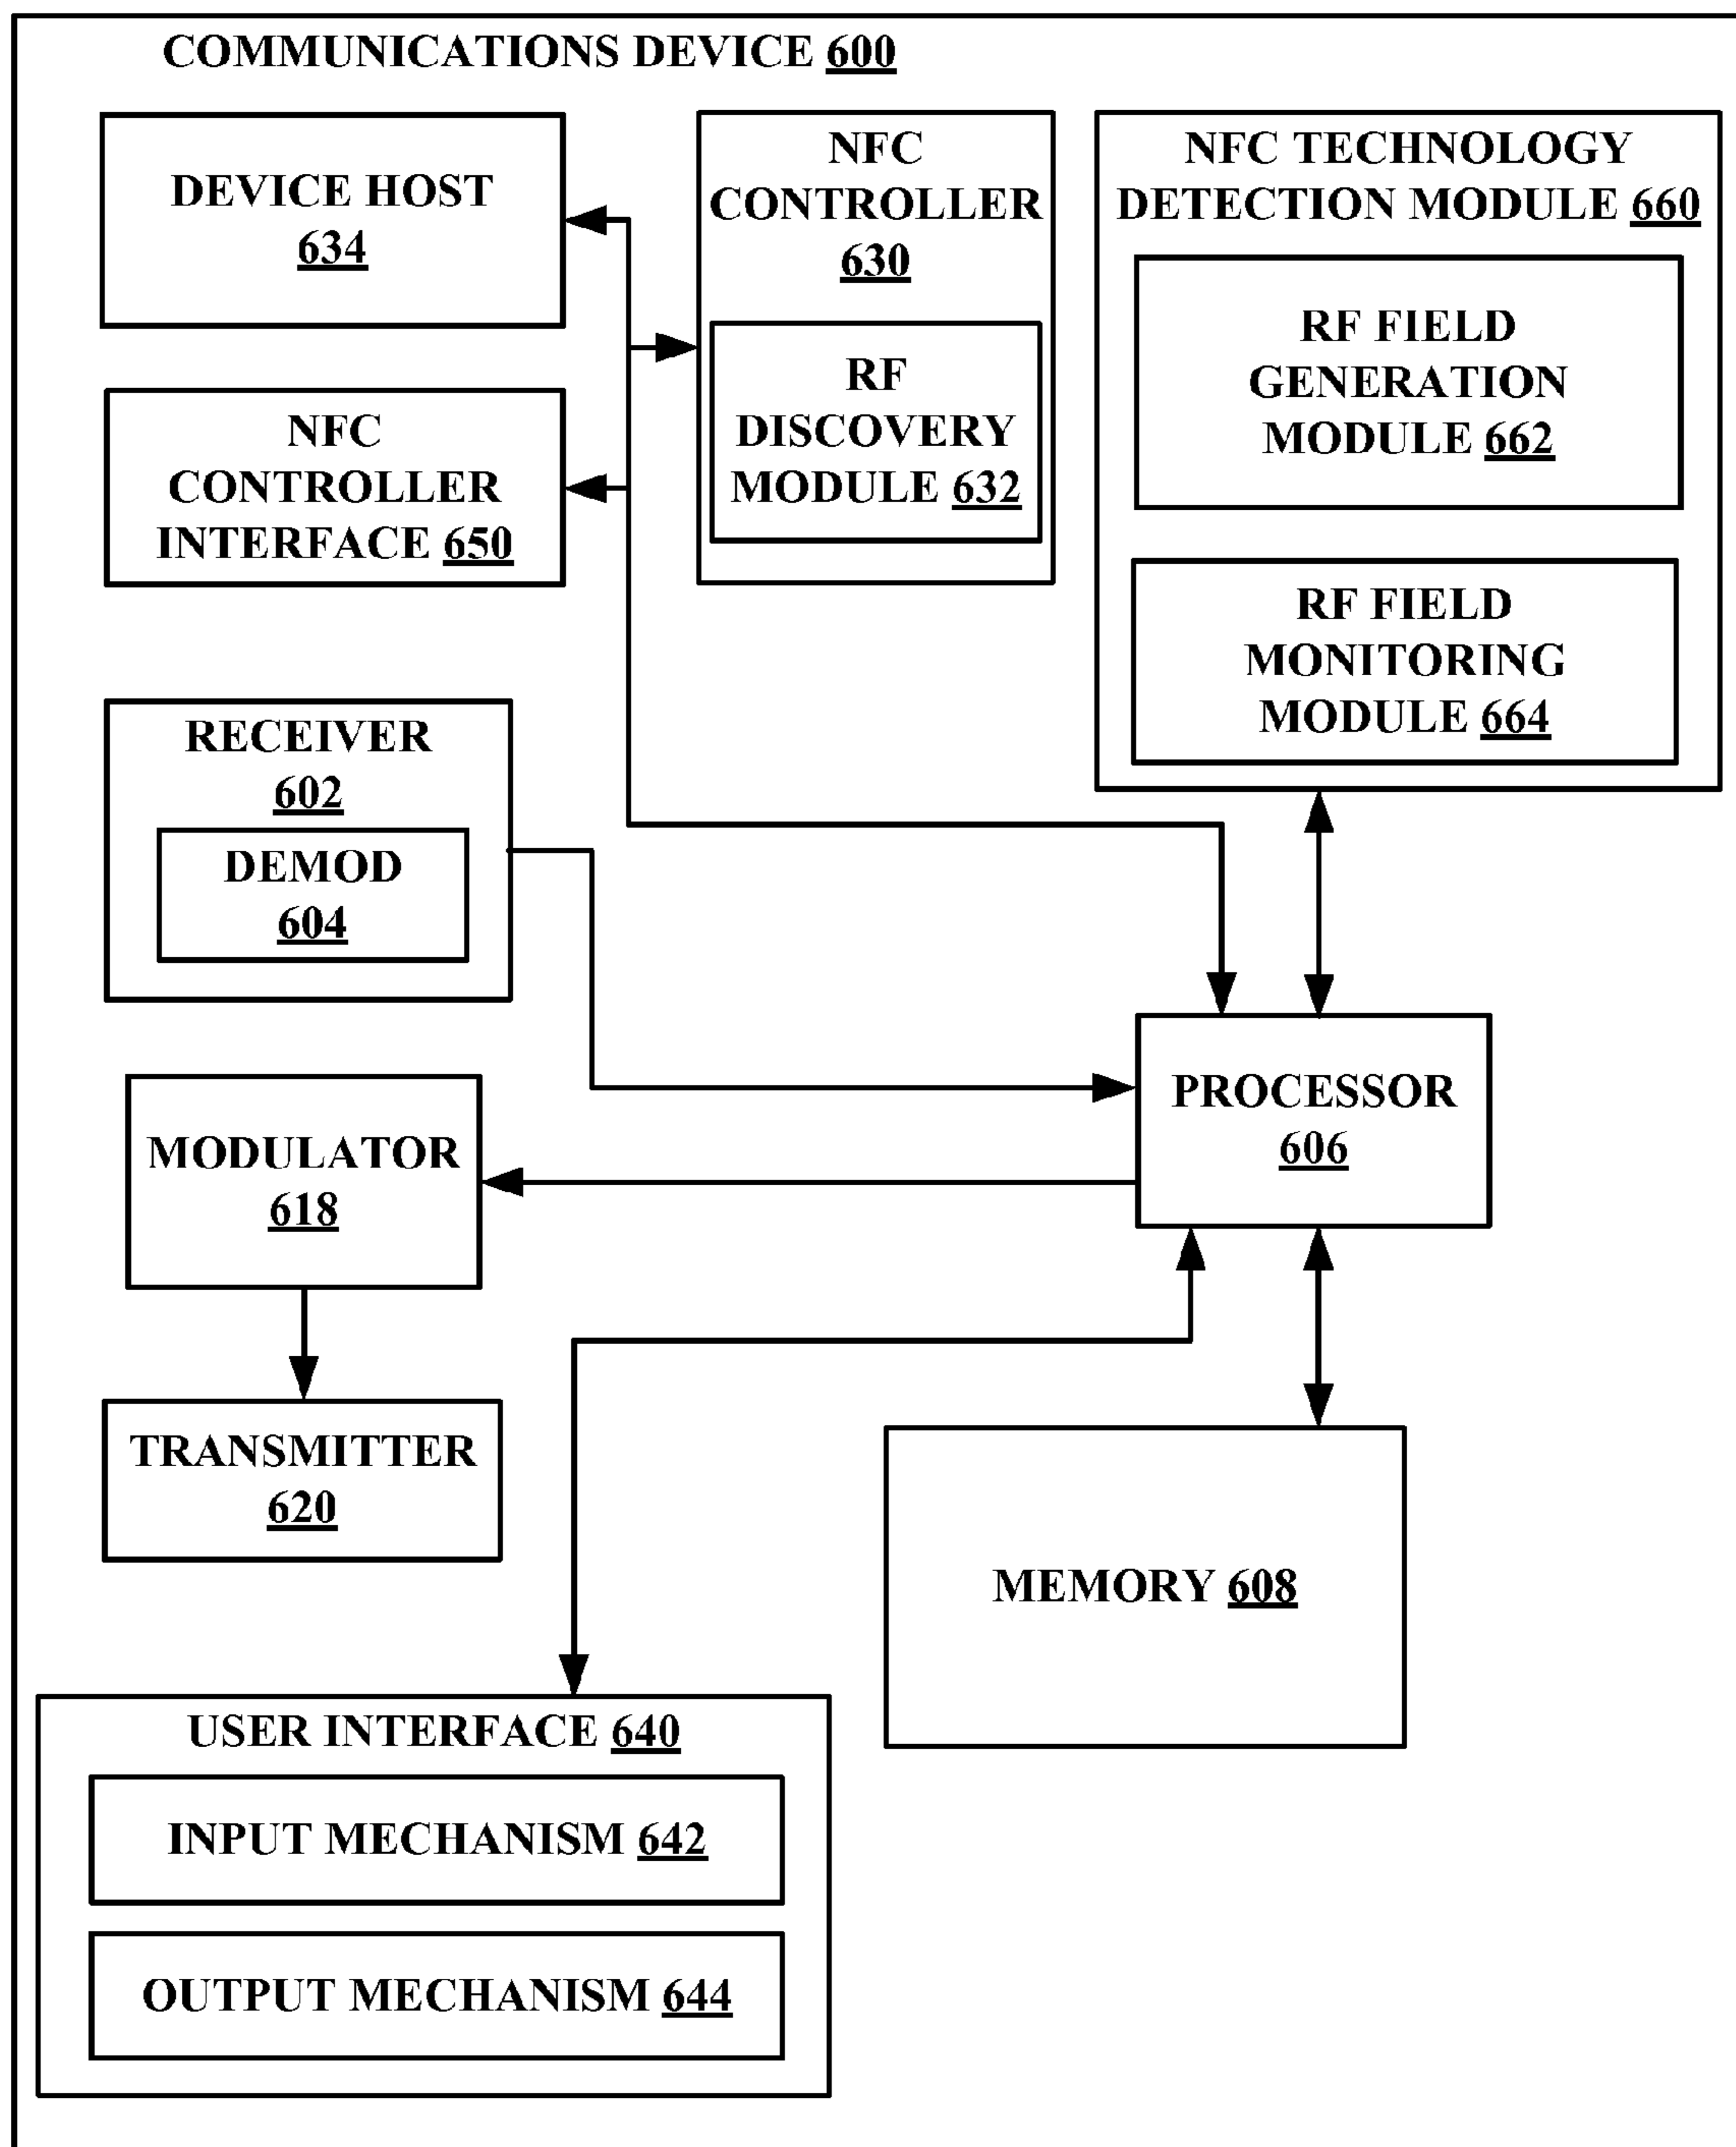 COMMUNICATIONS DEVICE 600
DEVICE HOST
634
NFC
CONTROLLER
630
RF
DISCOVERY
MODULE 632
NFC TECHNOLOGY
DETECTION MODULE 660
RF FIELD
GENERATION
MODULE 662
RF FIELD
MONITORING
MODULE 664
NFC
CONTROLLER
INTERFACE 650
RECEIVER
602
DEMOD
604
PROCESSOR
606
MODULATOR
618
TRANSMITTER
620
MEMORY 608
USER INTERFACE 640
INPUT MECHANISM 642
OUTPUT MECHANISM 644